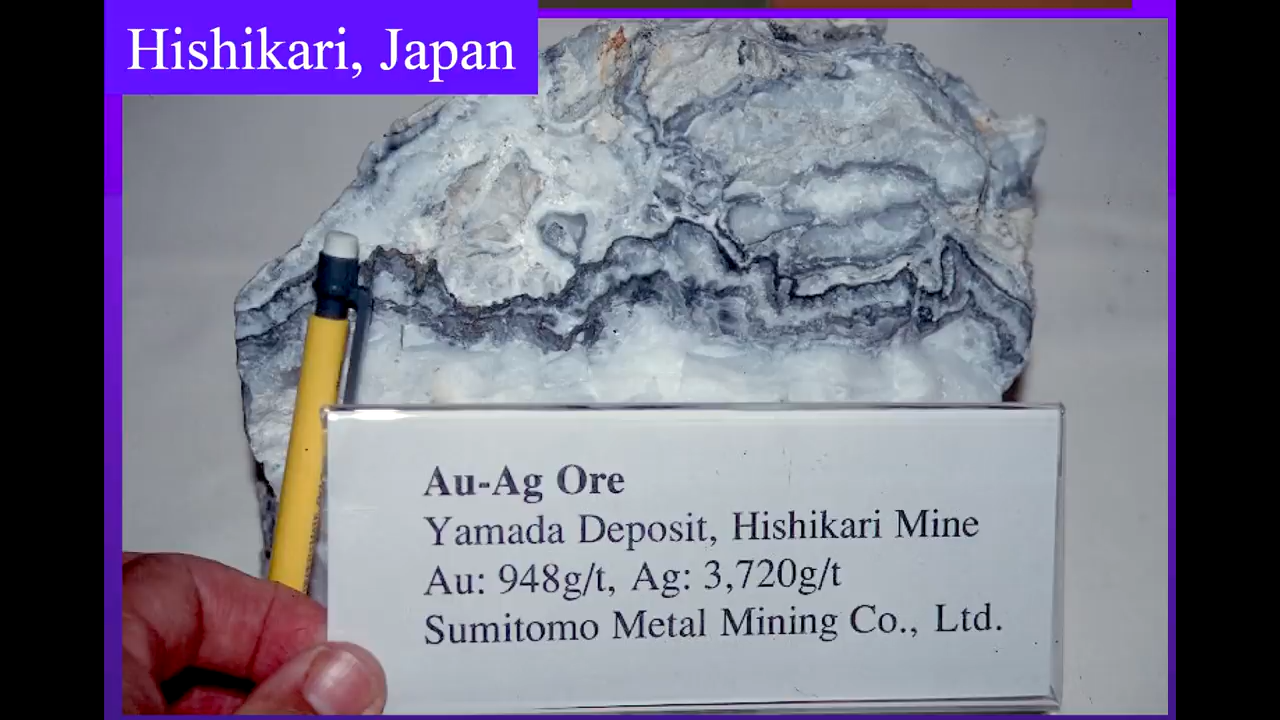 Hishikari, Japan
Au-Ag Ore
Yamada Deposit, Hishikari Mine
Au: 948g/t, Ag: 3,720g/t
Sumitomo Metal Mining Co., Ltd.